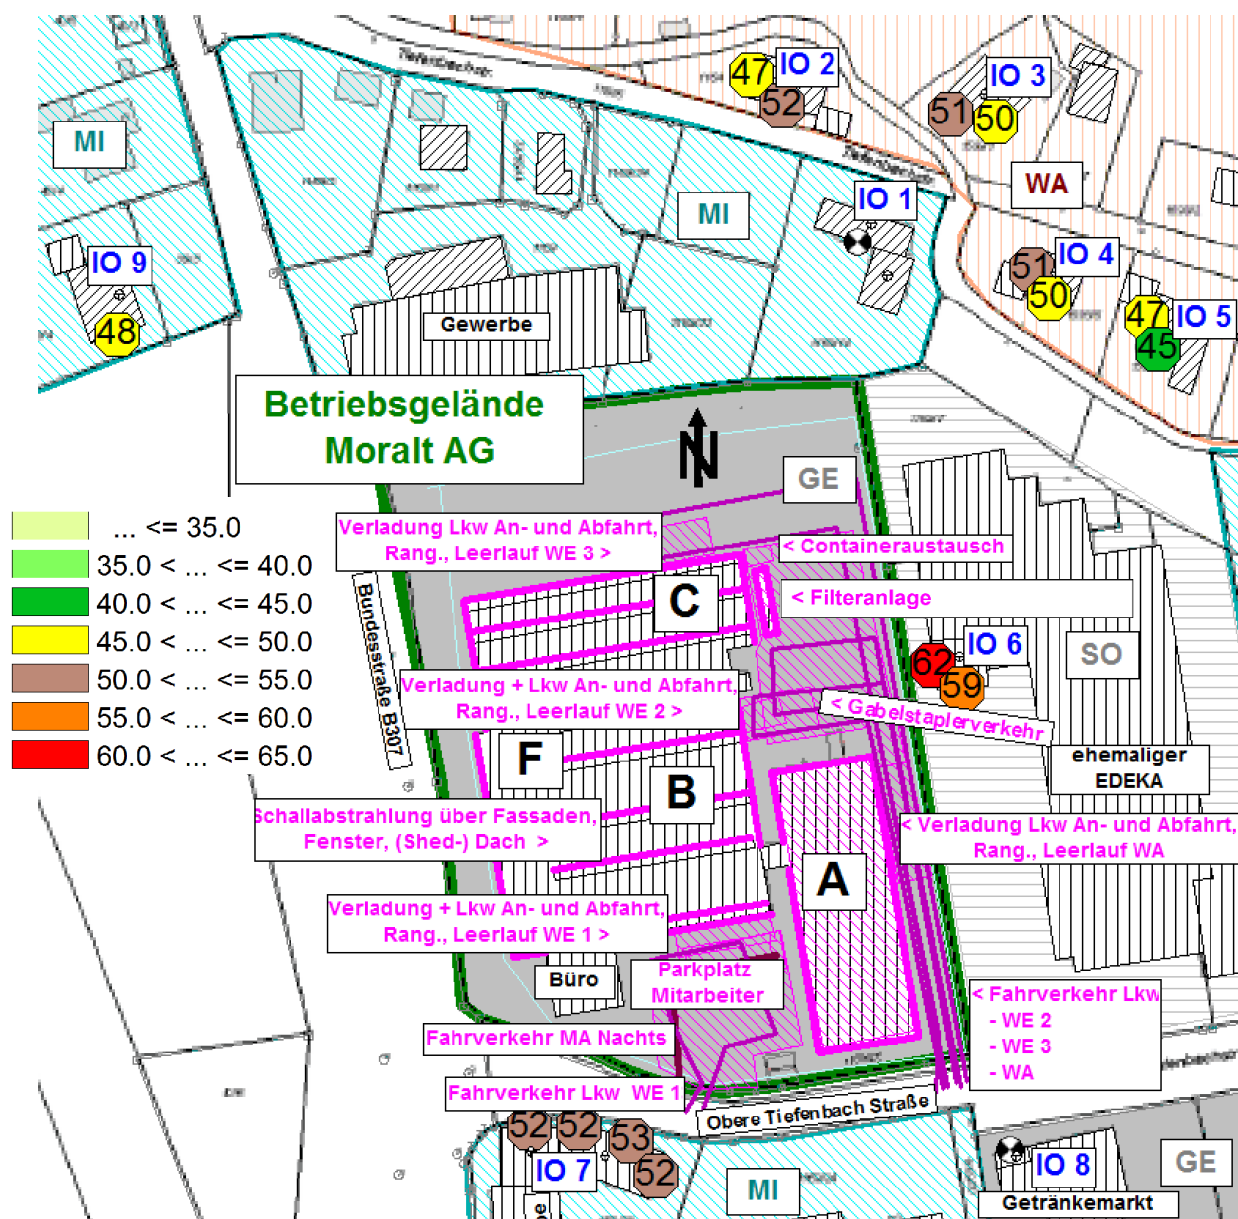 Tiefenbachstr.
47
IO 2
52
IO 3
51
50
MI
Tiefenbachstr.
WA
IO 1
MI
IO 9
48
IO 4
51
50
47
IO 5
45
Gewerbe
Betriebsgelände
Moralt AG
N
GE
... <= 35.0
35.0 < ... <= 40.0
40.0 < ... <= 45.0
45.0 < ... <= 50.0
50.0 < ... <= 55.0
55.0 < ... <= 60.0
60.0 < ... <= 65.0
Verladung Lkw An- und Abfahrt,
Rang., Leerlauf WE 3 >
< Containeraustausch
< Filteranlage
C
Bundesstraße B307
IO 6
62
59
SO
Verladung + Lkw An- und Abfahrt,
Rang., Leerlauf WE 2 >
< Gabelstaplerverkehr
F
B
ehemaliger
EDEKA
Schallabstrahlung über Fassaden,
Fenster, (Shed-) Dach >
< Verladung Lkw An- und Abfahrt,
Rang., Leerlauf WA
A
Verladung + Lkw An- und Abfahrt,
Rang., Leerlauf WE 1 >
Büro
Parkplatz
Mitarbeiter
< Fahrverkehr Lkw
- WE 2
- WE 3
- WA
Fahrverkehr MA Nachts
Fahrverkehr Lkw WE 1
Obere Tiefenbach Straße
52
52
53
52
IO 7
MI
IO 8
GE
Getränkemarkt